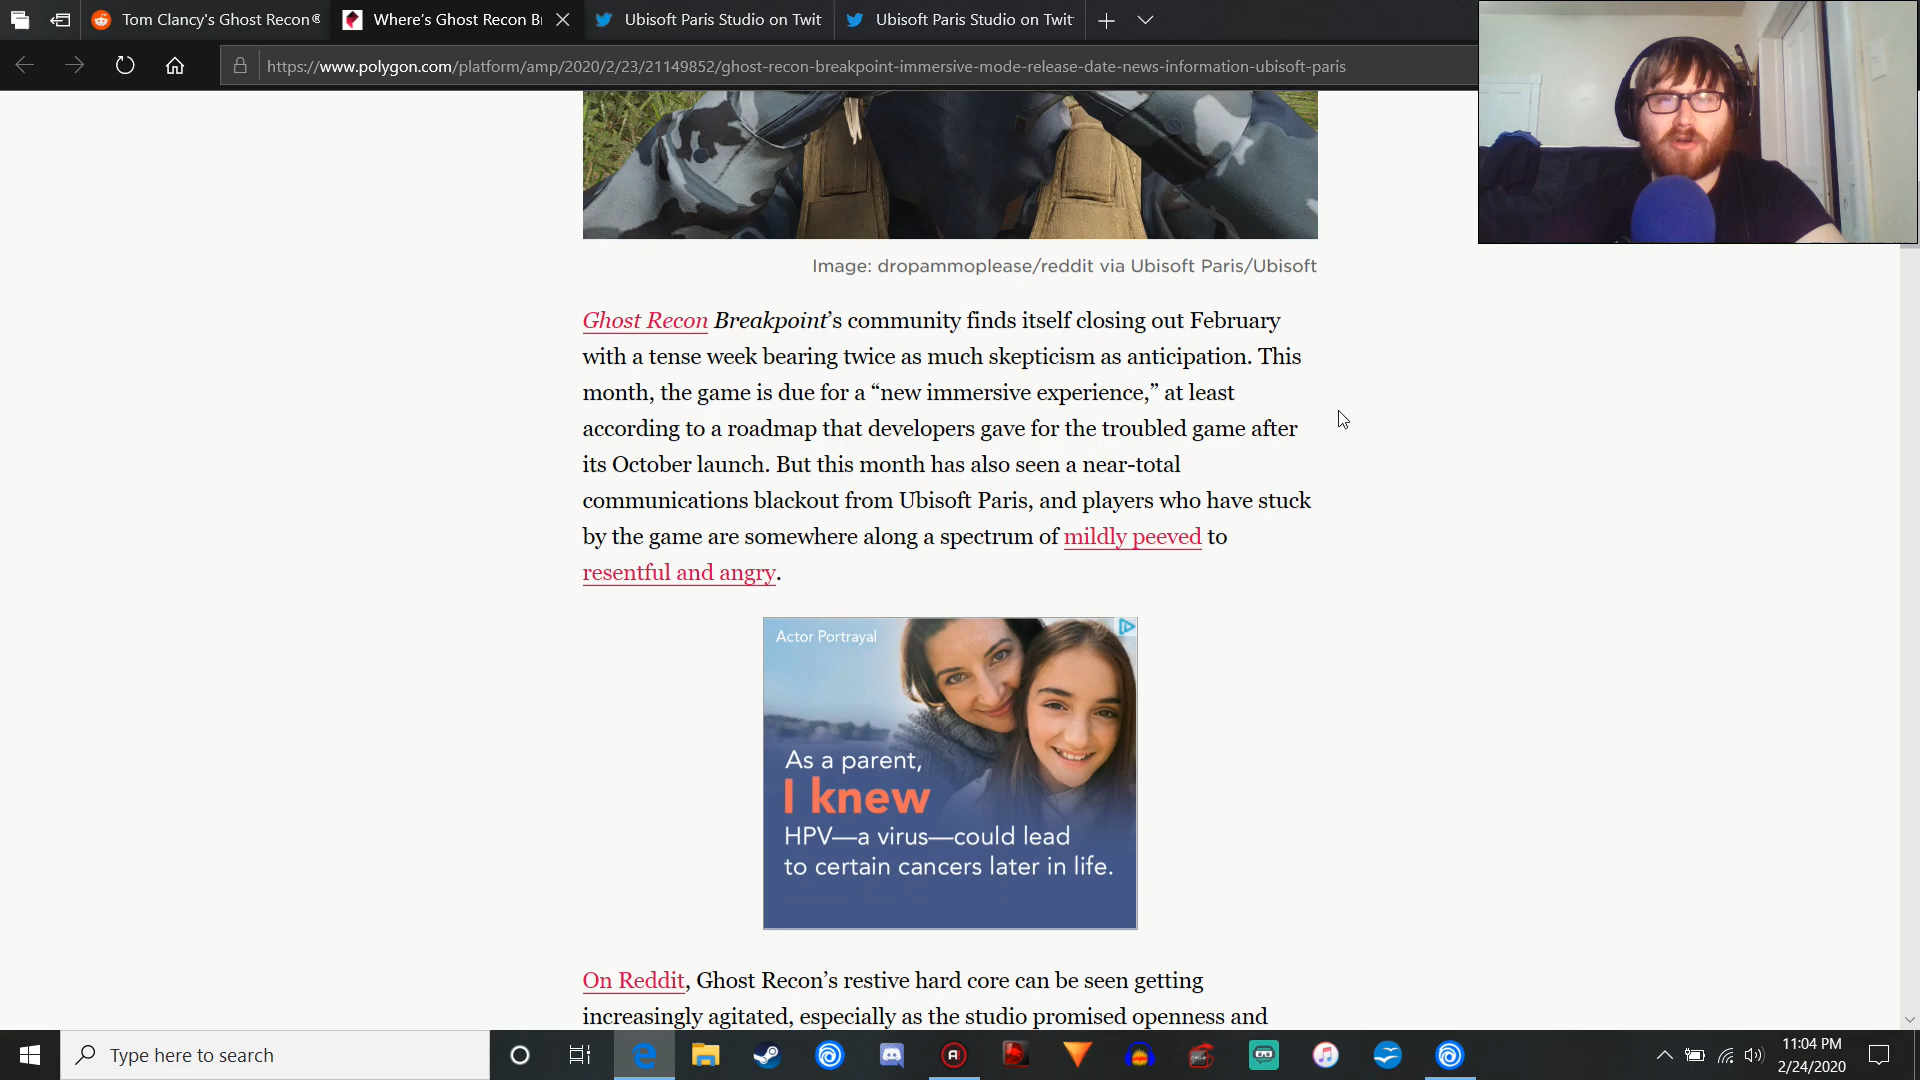 Tom Clancy's Ghost Recon®
Where's Ghost Recon Br
Ubisoft Paris Studio on Twit
Ubisoft Paris Studio on Twit
https://www.polygon.com/platform/amp/2020/2/23/21149852/ghost-recon-breakpoint-immersive-mode-release-date-news-information-ubisoft-paris
Image: dropammoplease/reddit via Ubisoft Paris/Ubisoft
Ghost Recon Breakpoint’s community finds itself closing out February
with a tense week bearing twice as much skepticism as anticipation. This
month, the game is due for a “new immersive experience,” at least
according to a roadmap that developers gave for the troubled game after
its October launch. But this month has also seen a near-total
communications blackout from Ubisoft Paris, and players who have stuck
by the game are somewhere along a spectrum of mildly peeved to
resentful and angry.
Actor Portrayal
As a parent,
I knew
HPV—a virus—could lead
to certain cancers later in life.
On Reddit, Ghost Recon’s restive hard core can be seen getting
increasingly agitated, especially as the studio promised openness and
Type here to search
11:04 PM
2/24/2020